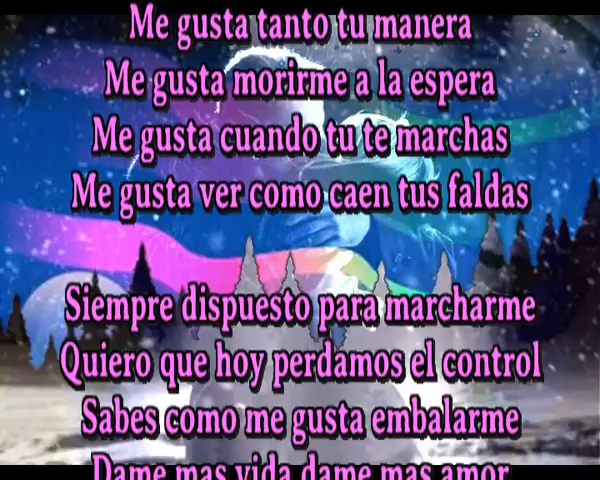 Me gusta tanto tu manera
Me gusta morirme a la espera
Me gusta cuando tu te marchas
Me gusta ver como caen tus faldas
Siempre dispuesto para marcharme
Quiero que hoy perdamos el control
Sabes como me gusta embalarme
Dame mas vida dame mas amor